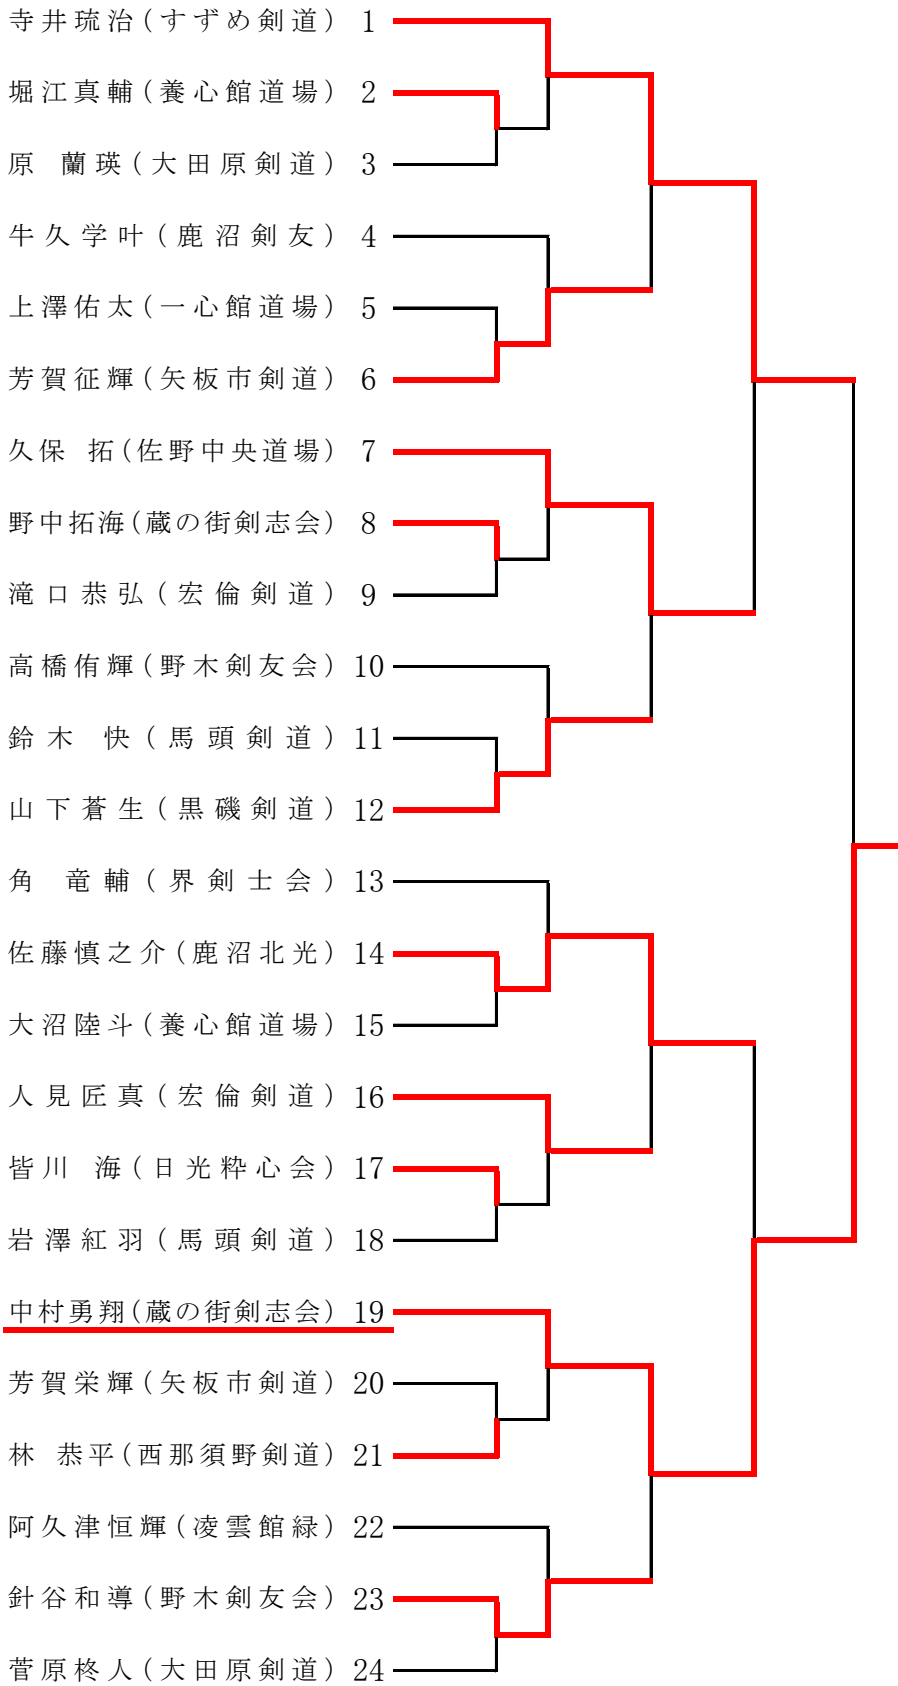 寺井琉治(すずめ剣道) 1
堀江真輔(養心館道場) 2
原 蘭瑛(大田原剣道) 3
牛久学叶(鹿沼剣友) 4
上澤佑太(一心館道場) 5
芳賀征輝(矢板市剣道) 6
久保 拓(佐野中央道場) 7
野中拓海(蔵の街剣志会) 8
滝口恭弘(宏倫剣道) 9
高橋侑輝(野木剣友会) 10
鈴木 快(馬頭剣道) 11
山下蒼生(黒磯剣道) 12
角 竜輔(界剣士会) 13
佐藤慎之介(鹿沼北光) 14
大沼陸斗(養心館道場) 15
人見匠真(宏倫剣道) 16
皆川 海(日光粋心会) 17
岩澤紅羽(馬頭剣道) 18
中村勇翔(蔵の街剣志会) 19
芳賀栄輝(矢板市剣道) 20
林 恭平(西那須野剣道) 21
阿久津恒輝(凌雲館緑) 22
針谷和導(野木剣友会) 23
菅原柊人(大田原剣道) 24